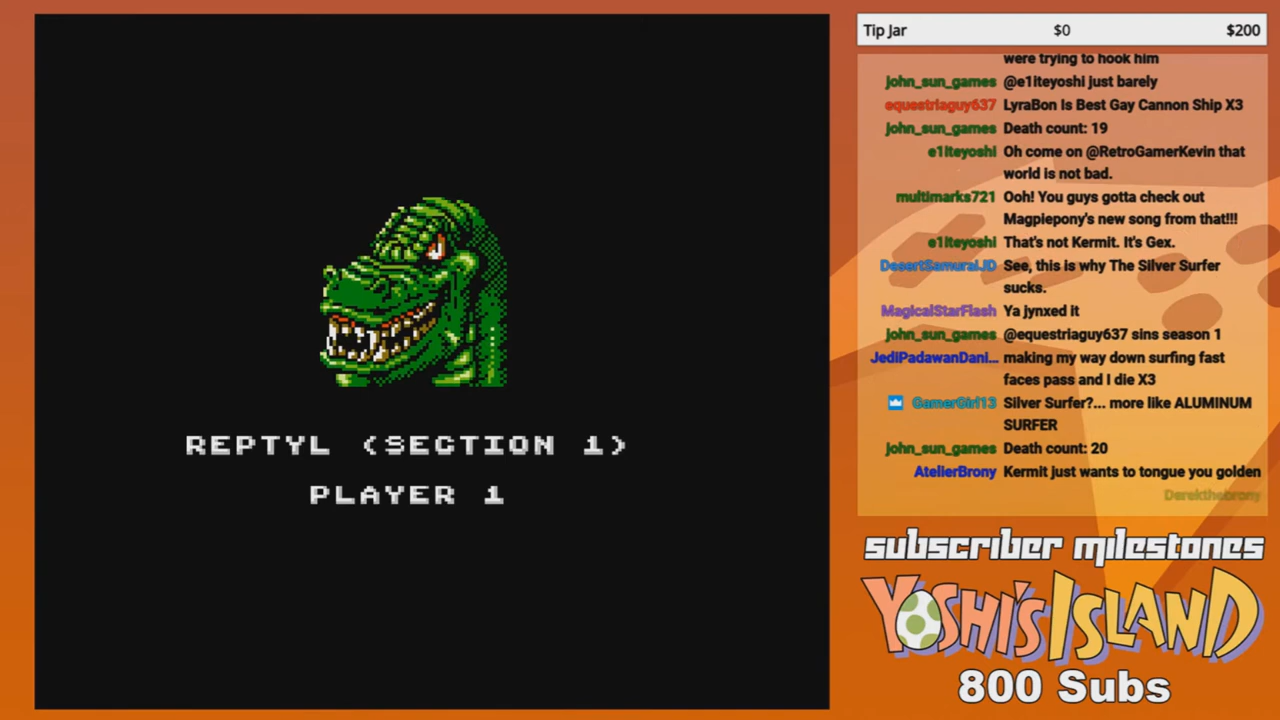 REPTYL (SECTION 1)
PLAYER 1
Tip Jar $0 $200
were trying to hook him
john_sun_games @e1iteyoshi just barely
equestriaguy637 LyraBon Is Best Gay Cannon Ship X3
john_sun_games Death count: 19
e1iteyoshi Oh come on @RetroGamerKevin that
world is not bad.
multimarks721 Ooh! You guys gotta check out
Magpiepony's new song from that!!!
e1iteyoshi That's not Kermit. It's Gex.
DesertSamuraiJD See, this is why The Silver Surfer
sucks.
MagicalStarFlash Ya jynxed it
john_sun_games @equestriaguy637 sins season 1
JediPadawanDani... making my way down surfing fast
faces pass and I die X3
GamerGirl13 Silver Surfer?... more like ALUMINUM
SURFER
john_sun_games Death count: 20
AtelierBrony Kermit just wants to tongue you golden
Derekthebrony
subscriber milestones
YOSHI'S ISLAND
800 Subs